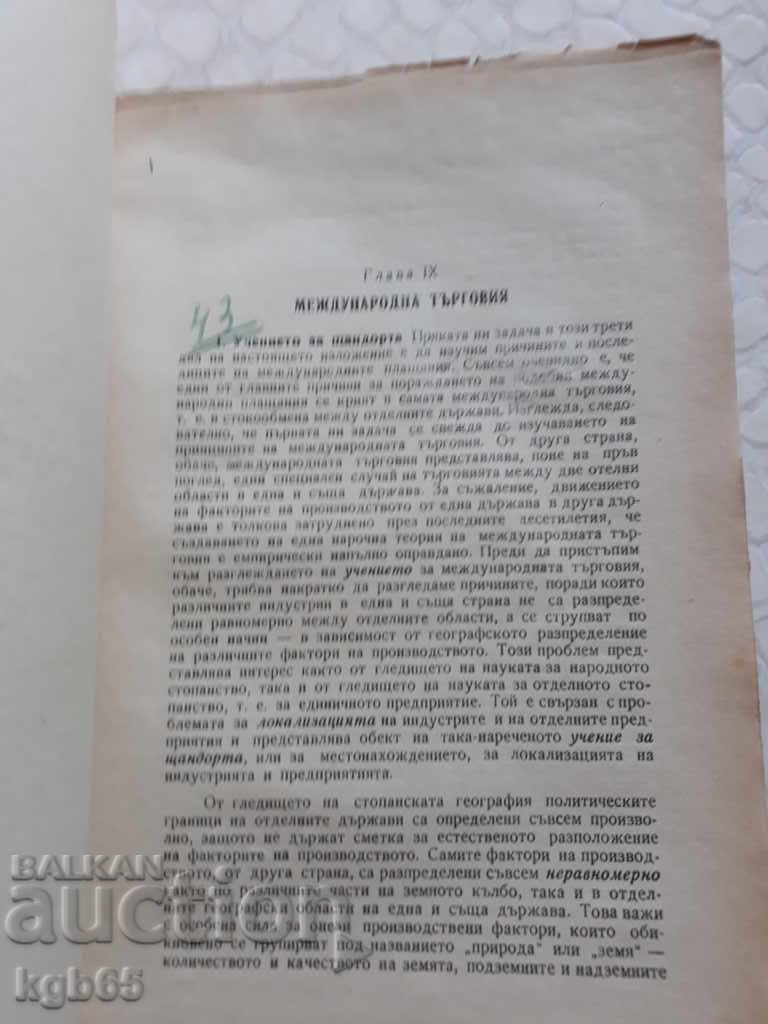 Глава IX
МЕЖДУНАРОДНА ТЪРГОВИЯ
43
1. Учението за щандорта Пряката ни задача в този трети
дял на настоящето изложение е да изучим причините и после-
диците на международните плащания. Съвсем очевидно е, че
един от главните причини за пораждането на подобни между-
народни плащания се крият в самата международна търговия,
т. е. в стокообмена между отделните държави. Изглежда, следо-
вателно, че първата ни задача се свежда до изучаването на
принципите на международната търговия. От друга страна,
обаче, международната търговия представлява, поне на пръв
поглед, един специален случай на търговията между две отелни
области в една и съща държава. За съжаление, движението
на факторите на производството от една държава в друга дър-
жава е толкова затруднено през последните десетилетия, че
създаването на една нарочна теория на международната тър-
говия е емпирически напълно оправдано. Преди да пристъпим
към разглеждането на учението за международната търговия,
обаче, трябва накратко да разгледаме причините, поради които
различните индустрии в една и съща страна не са разпреде-
лени равномерно между отделните области, а се струпват по
особен начин — в зависимост от географското разпределение
на различните фактори на производството. Този проблем пред-
ставлява интерес както от гледището на науката за народното
стопанство, така и от гледището на науката за отделното сто-
панство, т. е. за единичното предприятие. Той е свързан с про-
блемата за локализацията на индустрите и на отделните пред-
приятия и представлява обект на така-нареченото учение за
щандорта, или за местонахождението, за локализацията на
индустрията и предприятията.
От гледището на стопанската география политическите
граници на отделните държави са определени съвсем произвол-
но, защото не държат сметка за естественото разположение
на факторите на производството. Самите фактори на производ-
ството, от друга страна, са разпределени съвсем неравномерно
както по различните части на земното кълбо, така и в отдел-
ните географски области на една и съща държава. Това важи
с особена сила за онези производствени фактори, които оби-
кновено се групират под названието „природа“ или „земя“ —
количеството и качеството на земята, подземните и надземните
BALKAN
auction
kgb65